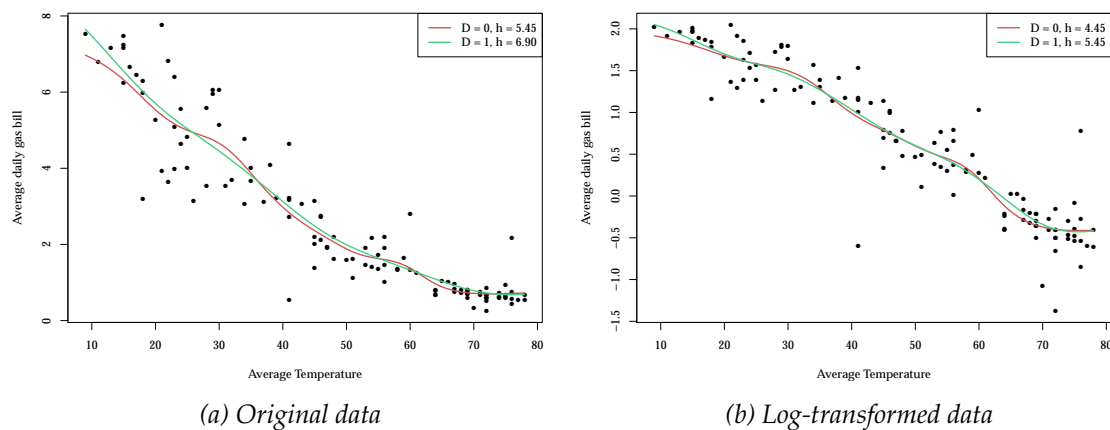 D = 0, h = 5.45
D = 1, h = 6.90
Average daily gas bill
0
2
4
6
8
10
20
30
40
50
60
70
80
Average Temperature
(a) Original data
D = 0, h = 4.45
D = 1, h = 5.45
Average daily gas bill
−1.5
−1.0
−0.5
0.0
0.5
1.0
1.5
2.0
10
20
30
40
50
60
70
80
Average Temperature
(b) Log-transformed data